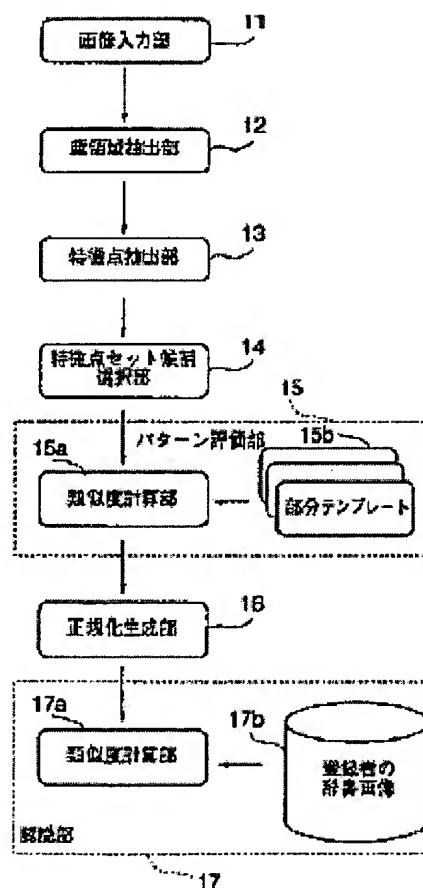 11
画像入力部
12
顔領域抽出部
13
特徴点抽出部
14
特徴点セット候補
選択部
15
パターン評価部
15a
15b
類似度計算部
部分テンプレート
16
正規化生成部
17a
17b
類似度計算部
登録者の
辞書画像
認識部
17